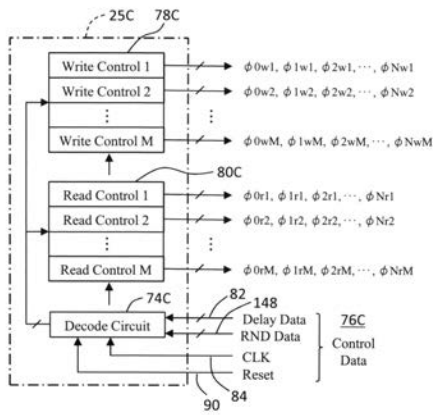 25C
78C
Write Control 1
ϕ0w1, ϕ1w1, ϕ2w1, ⋯, ϕNw1
Write Control 2
ϕ0w2, ϕ1w2, ϕ2w2, ⋯, ϕNw2
⋮ ⋮
Write Control M
ϕ0wM, ϕ1wM, ϕ2wM, ⋯, ϕNwM
80C
Read Control 1
ϕ0r1, ϕ1r1, ϕ2r1, ⋯, ϕNr1
Read Control 2
ϕ0r2, ϕ1r2, ϕ2r2, ⋯, ϕNr2
⋮ ⋮
Read Control M
ϕ0rM, ϕ1rM, ϕ2rM, ⋯, ϕNrM
74C
82
148
Decode Circuit
Delay Data
RND Data
CLK
Reset
76C
Control
Data
84
90